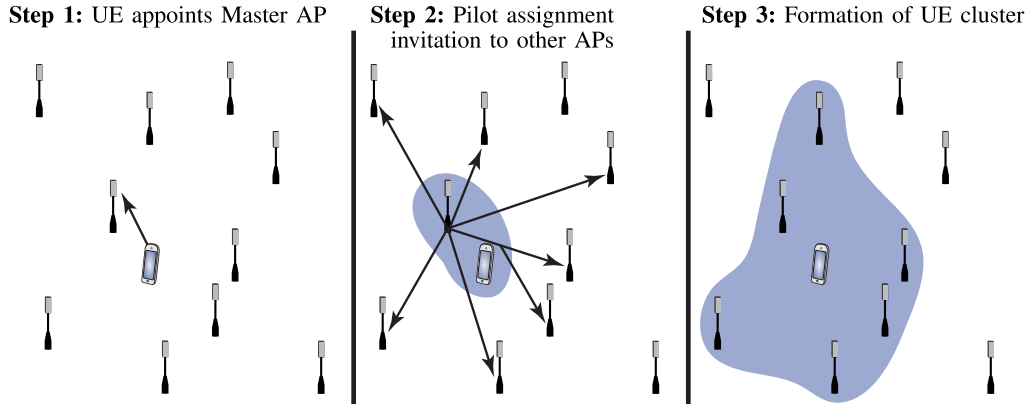 Step 1: UE appoints Master AP
Step 2: Pilot assignment
invitation to other APs
Step 3: Formation of UE cluster